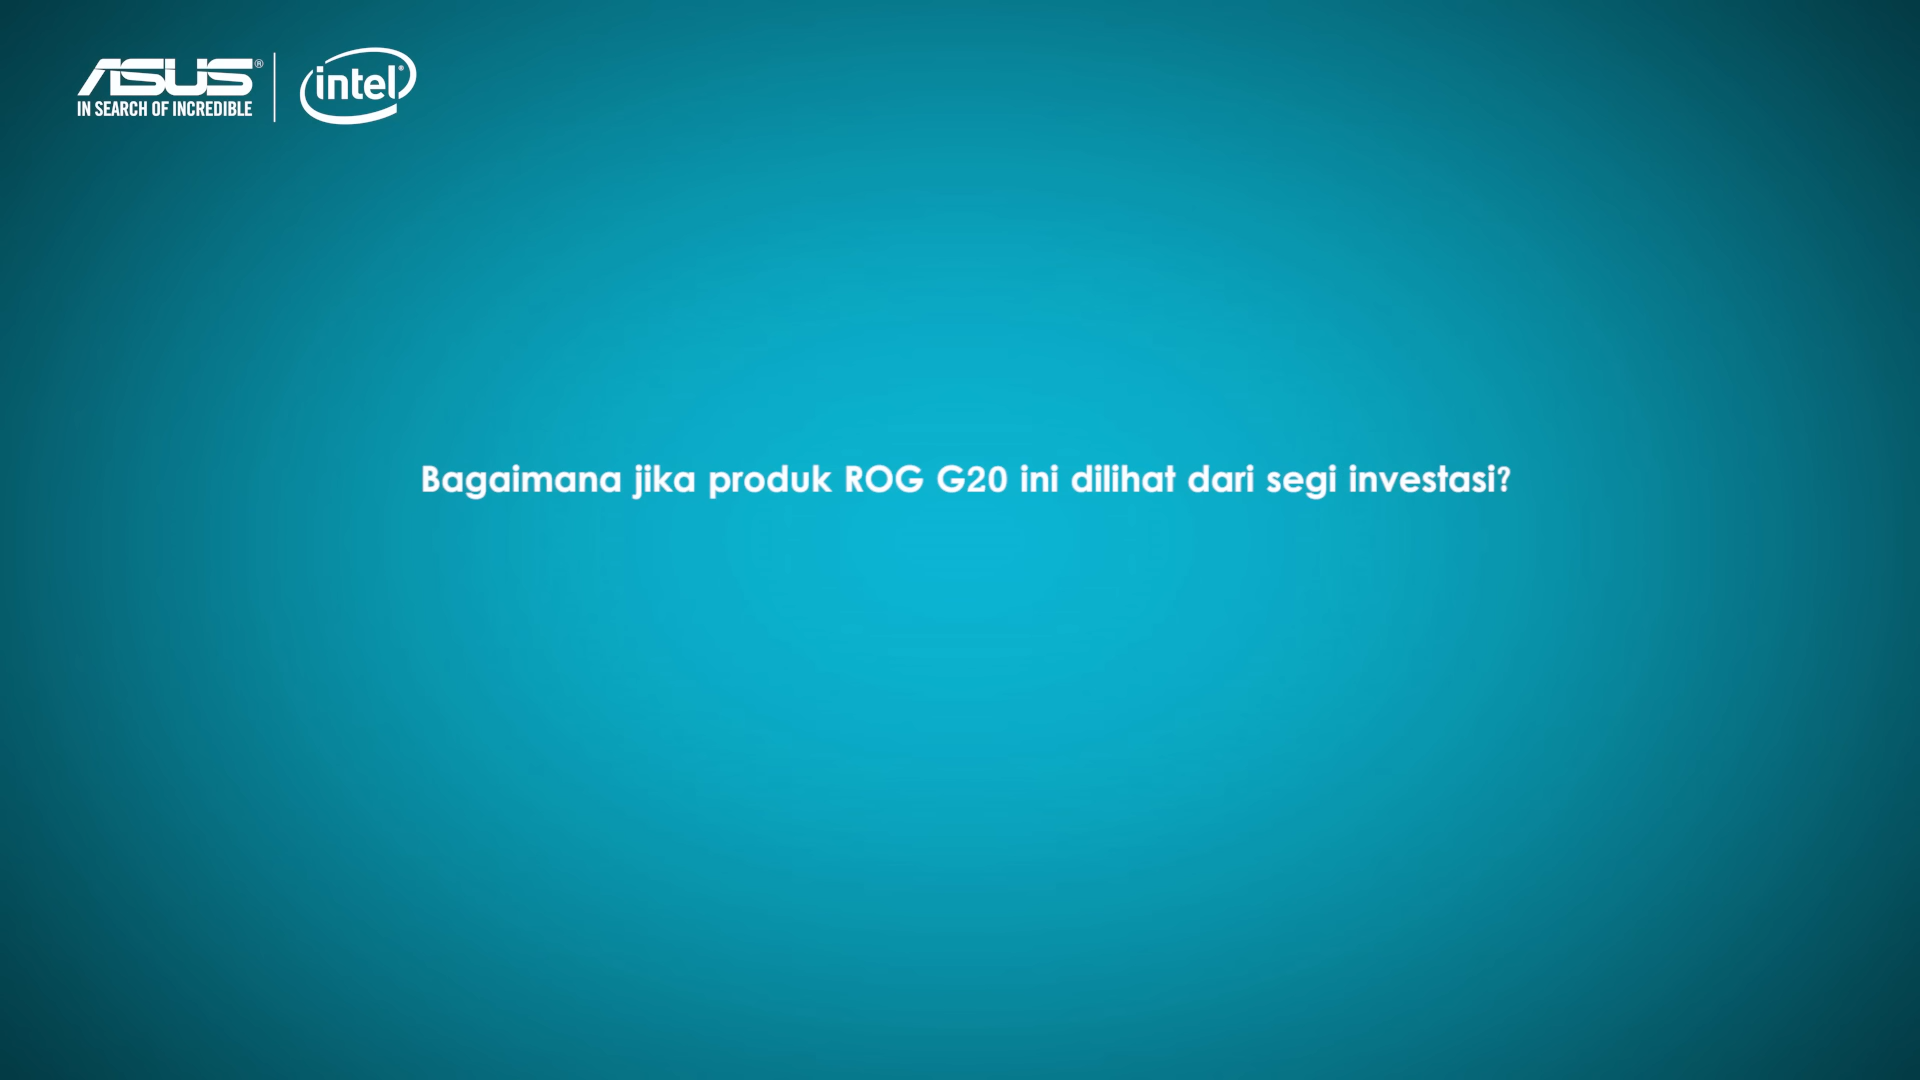 ASUS®
IN SEARCH OF INCREDIBLE
intel®
Bagaimana jika produk ROG G20 ini dilihat dari segi investasi?